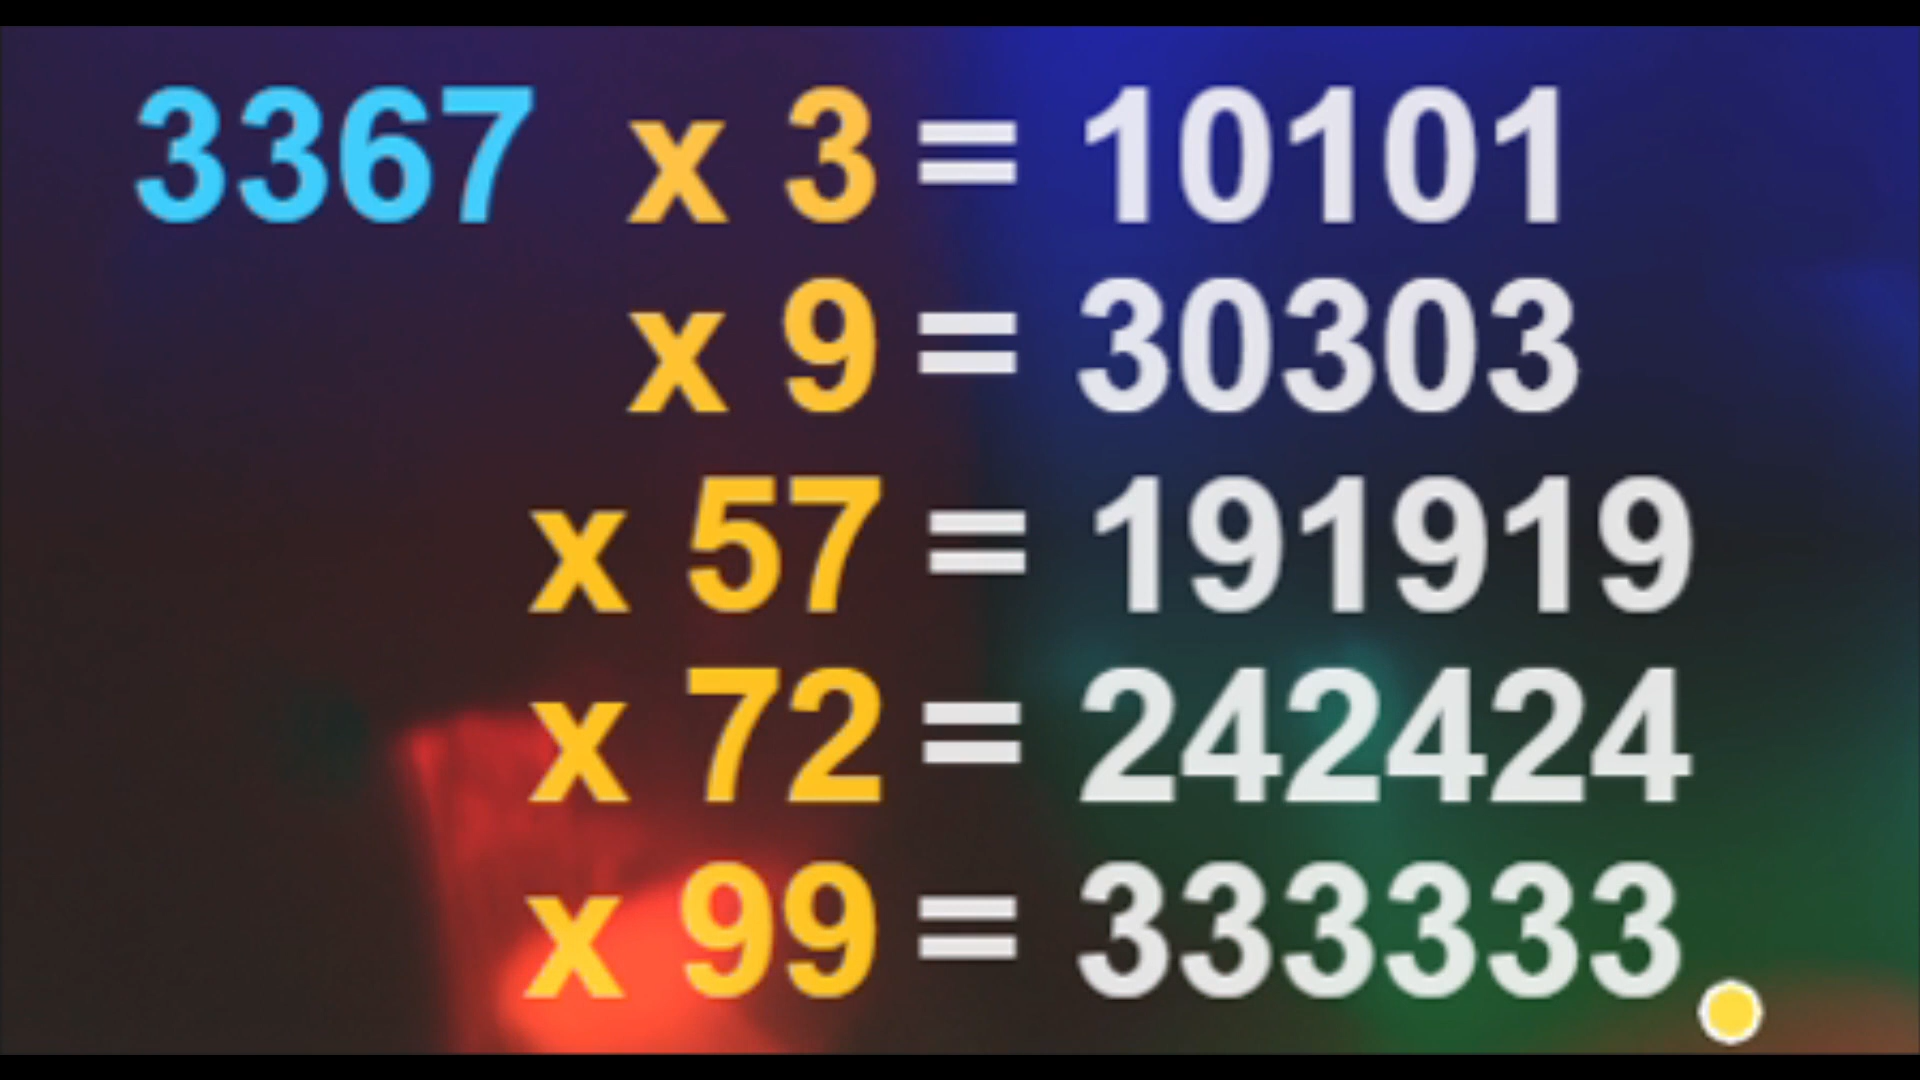 3367 x 3 = 10101
x 9 = 30303
x 57 = 191919
x 72 = 242424
x 99 = 333333